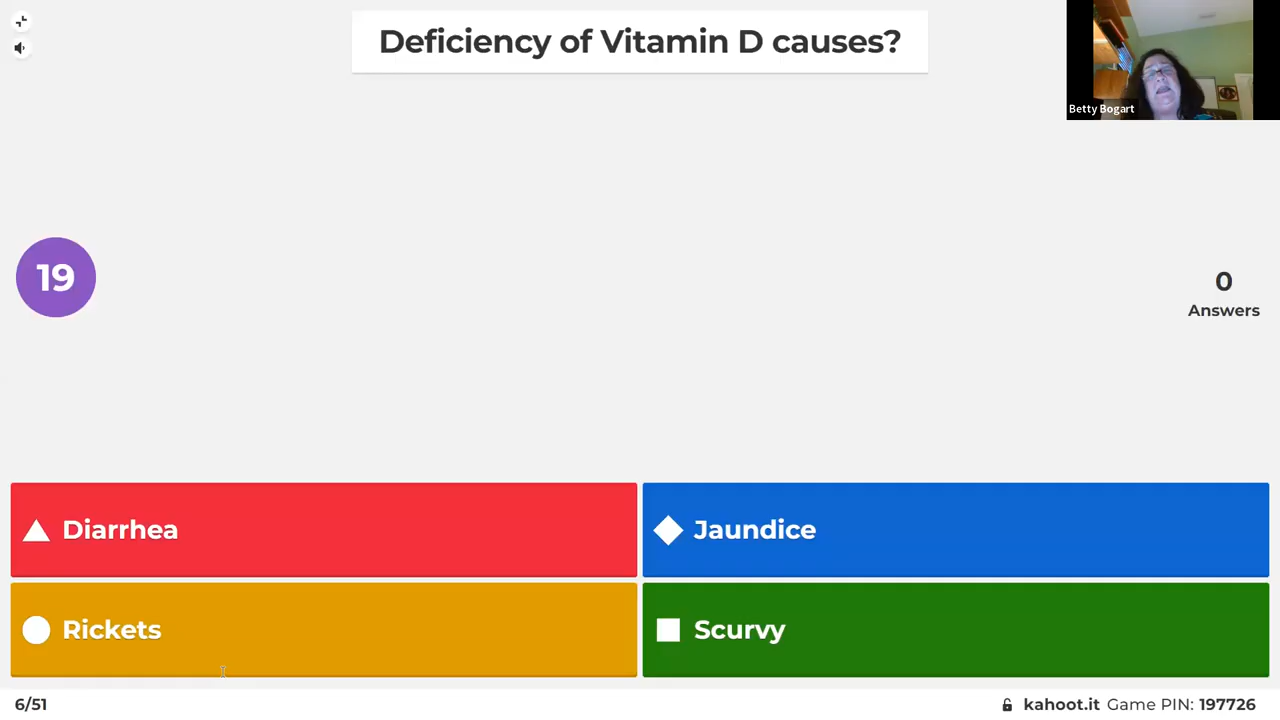 Deficiency of Vitamin D causes?
Betty Bogart
19
0
Answers
Diarrhea
Jaundice
Rickets
Scurvy
6/51
kahoot.it Game PIN: 197726